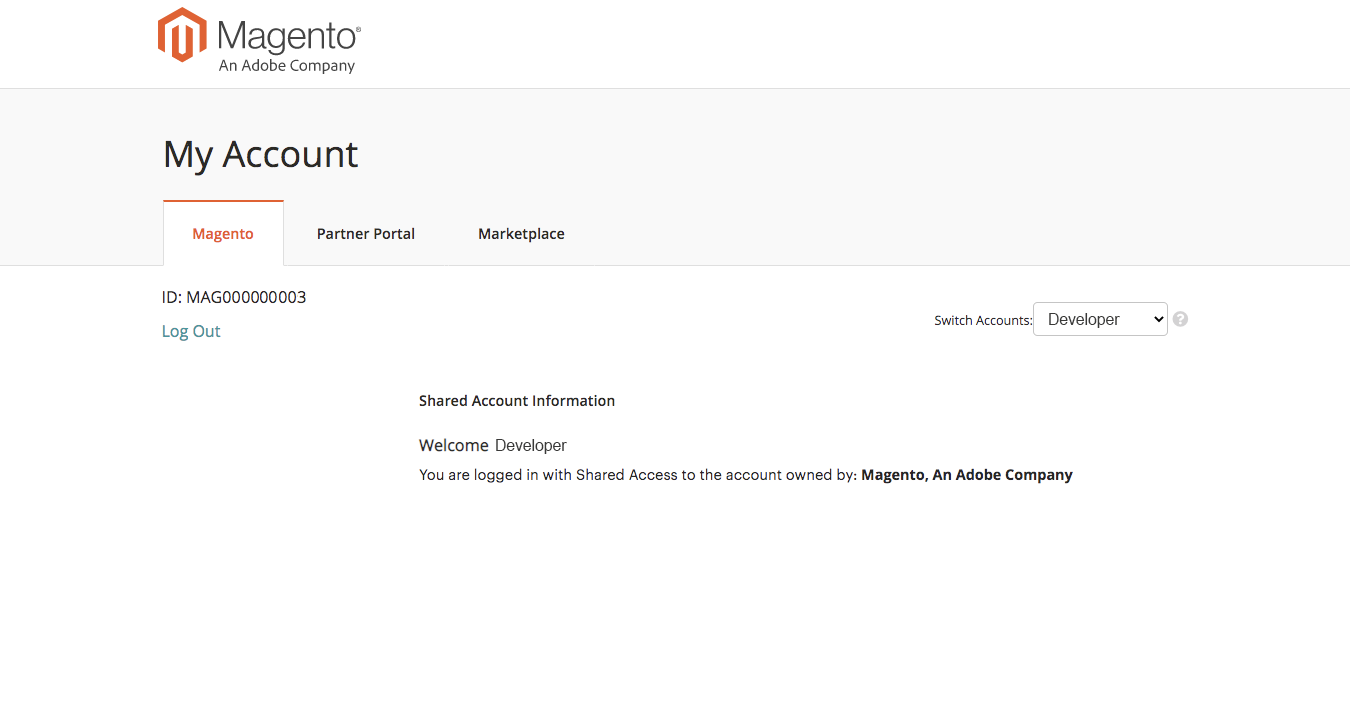 Magento®
An Adobe Company
My Account
Magento Partner Portal Marketplace
ID: MAG000000003
Log Out
Switch Accounts: Developer ?
Shared Account Information
Welcome Developer
You are logged in with Shared Access to the account owned by: Magento, An Adobe Company